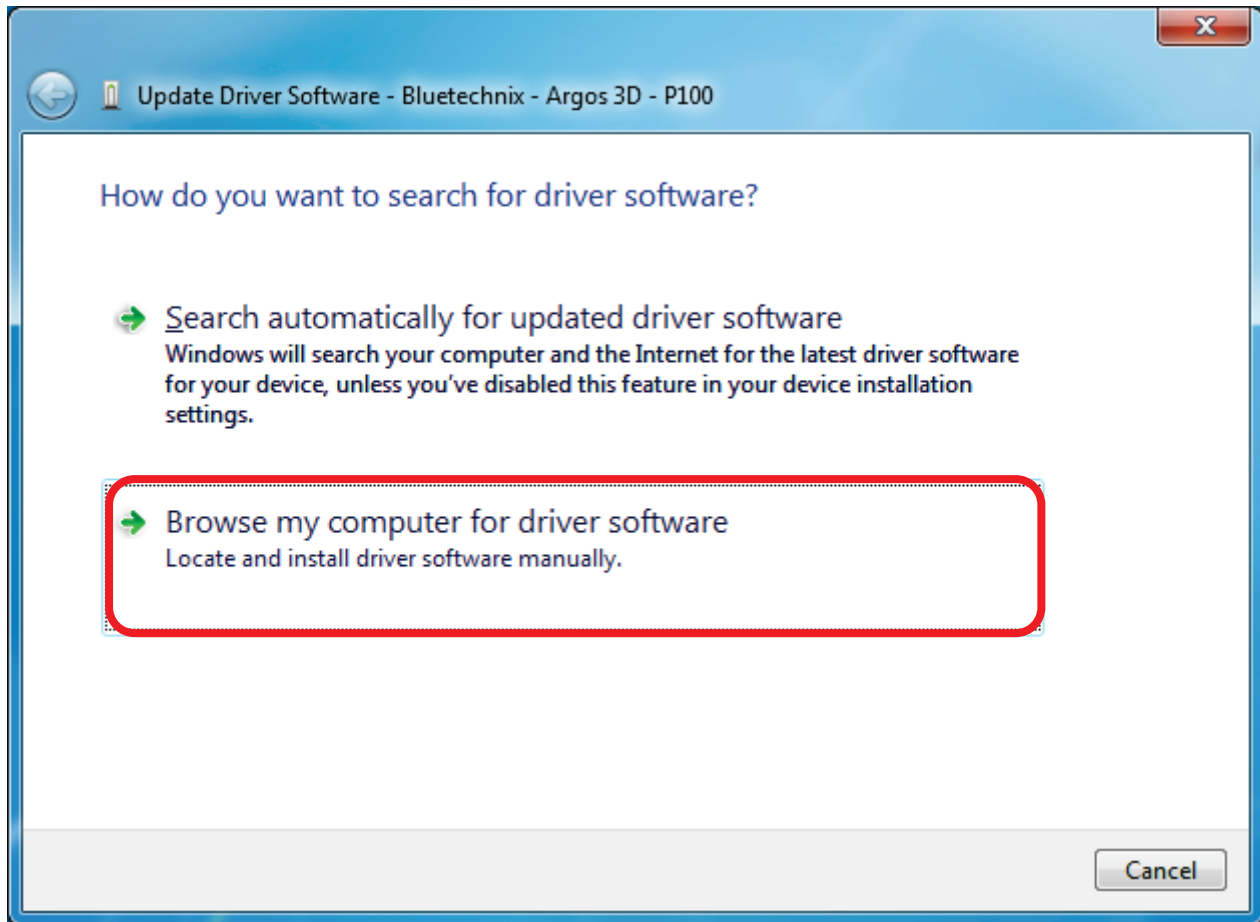 Update Driver Software - Bluetechnix - Argos 3D - P100
How do you want to search for driver software?
Search automatically for updated driver software
Windows will search your computer and the Internet for the latest driver software
for your device, unless you've disabled this feature in your device installation
settings.
Browse my computer for driver software
Locate and install driver software manually.
Cancel